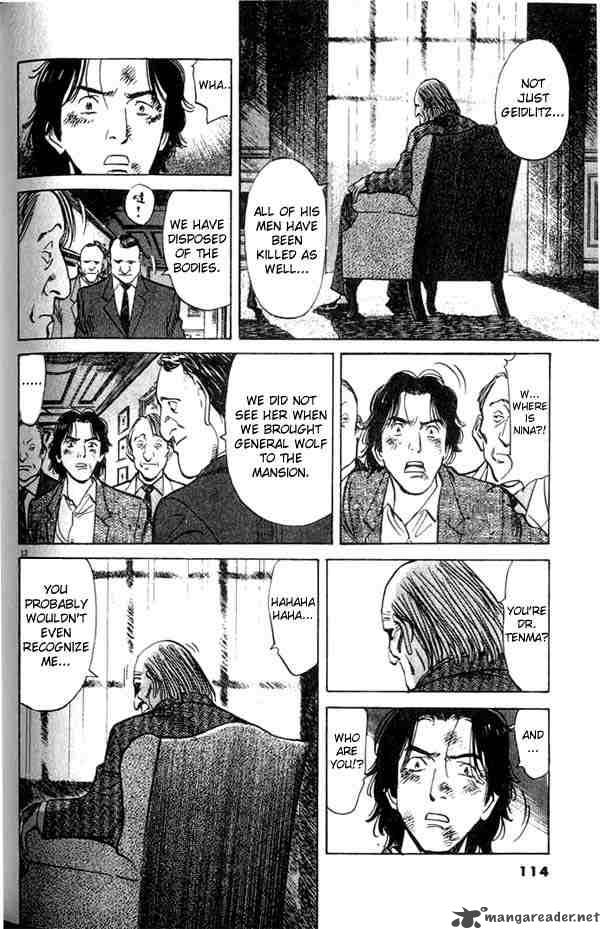 NOT
JUST
GEIDLITZ...
ALL OF HIS
MEN HAVE
BEEN
KILLED AS
WELL...
WHA...
WE HAVE
DISPOSED
OF THE
BODIES.
W...
WHERE
IS
NINA?!
WE DID NOT
SEE HER WHEN
WE BROUGHT
GENERAL WOLF
TO THE
MANSION.
......
YOU'RE
DR.
TENMA?
AND
...
WHO
ARE
YOU!?
HAHAHA
HAHA...
YOU
PROBABLY
WOULDN'T
EVEN
RECOGNIZE
ME...
114
mangareader.net